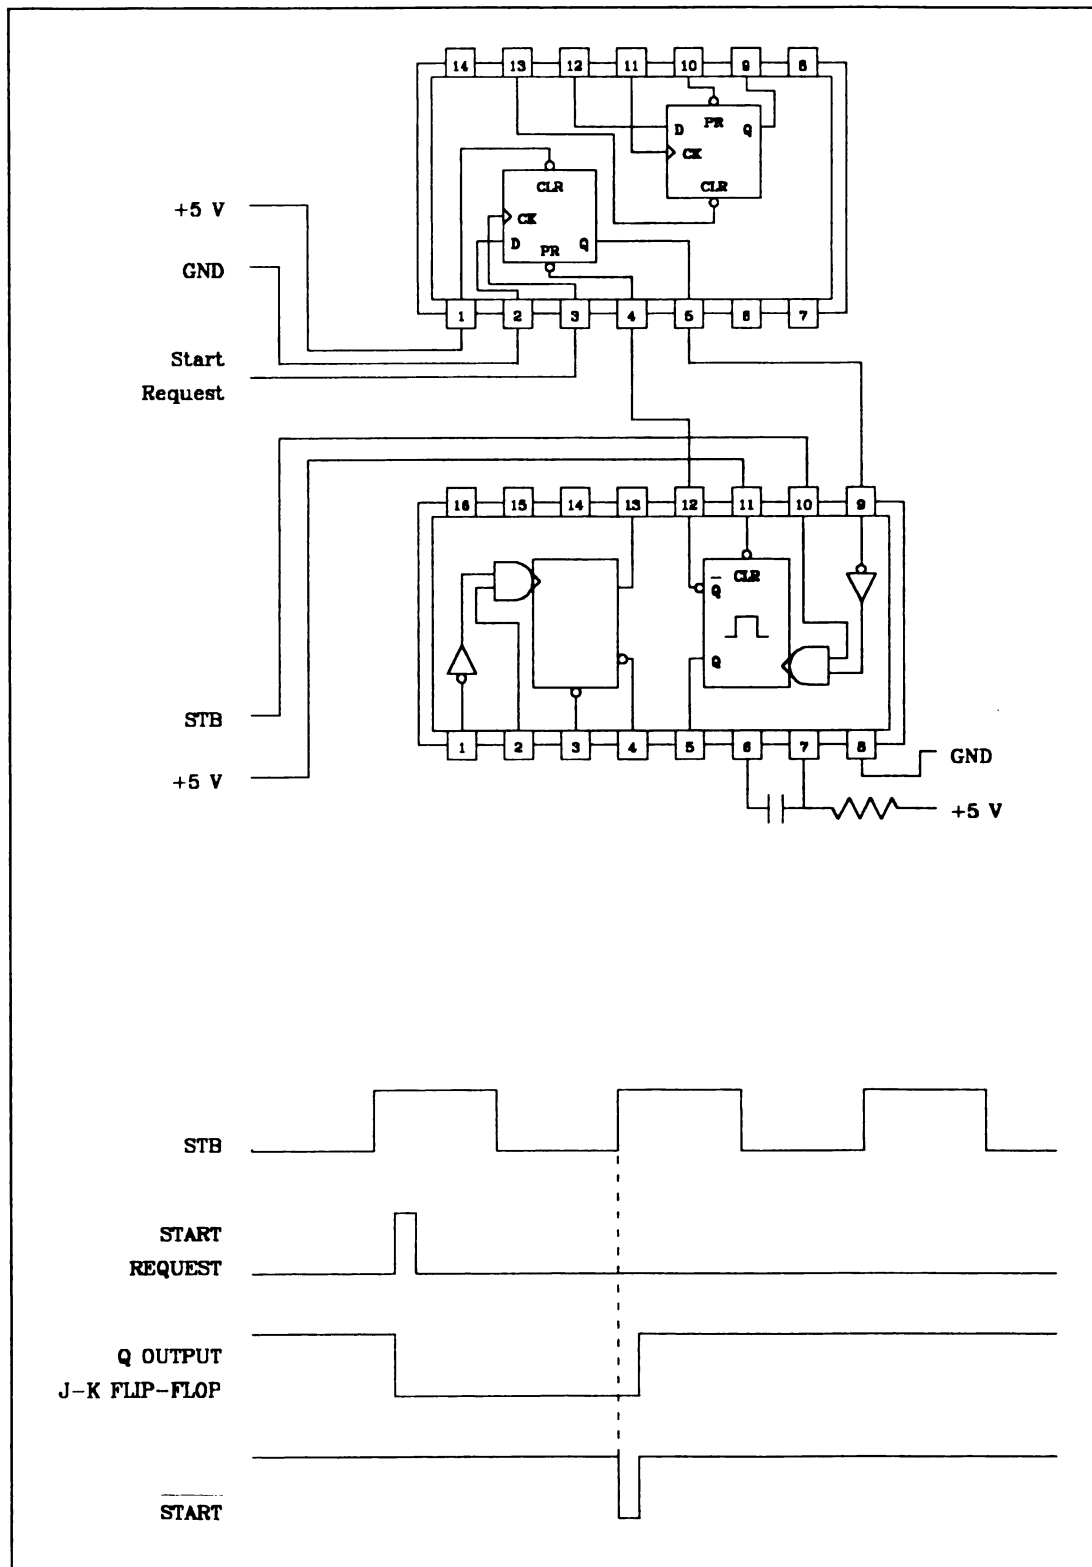 14 13 12 11 10 9 8
PR
D Q
CK
CLR
CLR
CK
D PR Q
1 2 3 4 5 6 7
+5 V
GND
Start
Request
16 15 14 13 12 11 10 9
CLR
Q̅
Q
1 2 3 4 5 6 7 8
STB
+5 V
GND
+5 V
STB
START
REQUEST
Q OUTPUT
J-K FLIP-FLOP
S̅T̅A̅R̅T̅